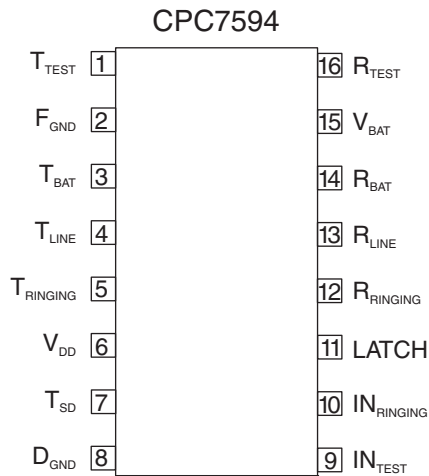 CPC7594
T_TEST 1 16 R_TEST
F_GND 2 15 V_BAT
T_BAT 3 14 R_BAT
T_LINE 4 13 R_LINE
T_RINGING 5 12 R_RINGING
V_DD 6 11 LATCH
T_SD 7 10 IN_RINGING
D_GND 8 9 IN_TEST